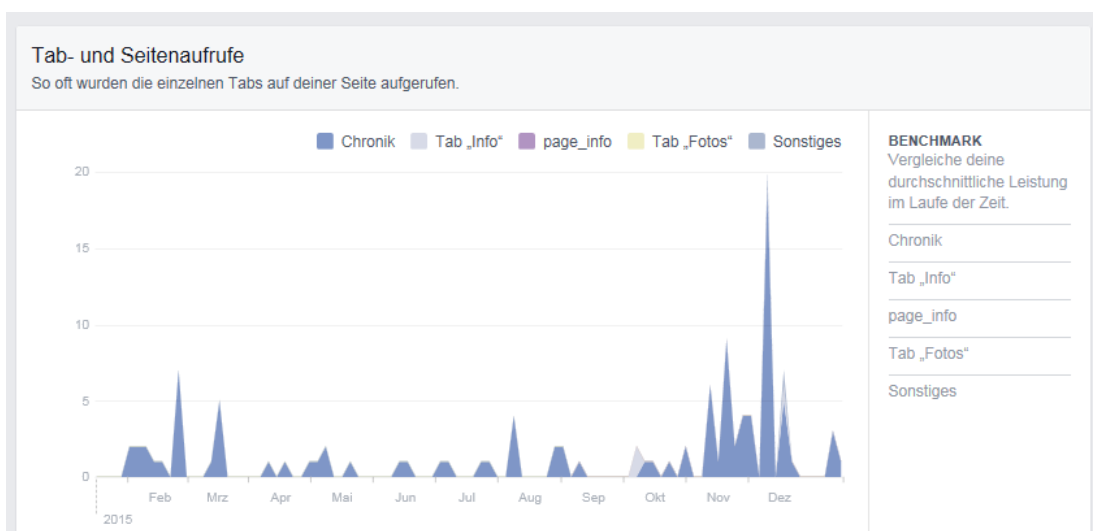 Tab- und Seitenaufrufe
So oft wurden die einzelnen Tabs auf deiner Seite aufgerufen.
Chronik Tab „Info“ page_info Tab „Fotos“ Sonstiges
20
15
10
5
0
Feb Mrz Apr Mai Jun Jul Aug Sep Okt Nov Dez
2015
BENCHMARK
Vergleiche deine
durchschnittliche Leistung
im Laufe der Zeit.
Chronik
Tab „Info“
page_info
Tab „Fotos“
Sonstiges